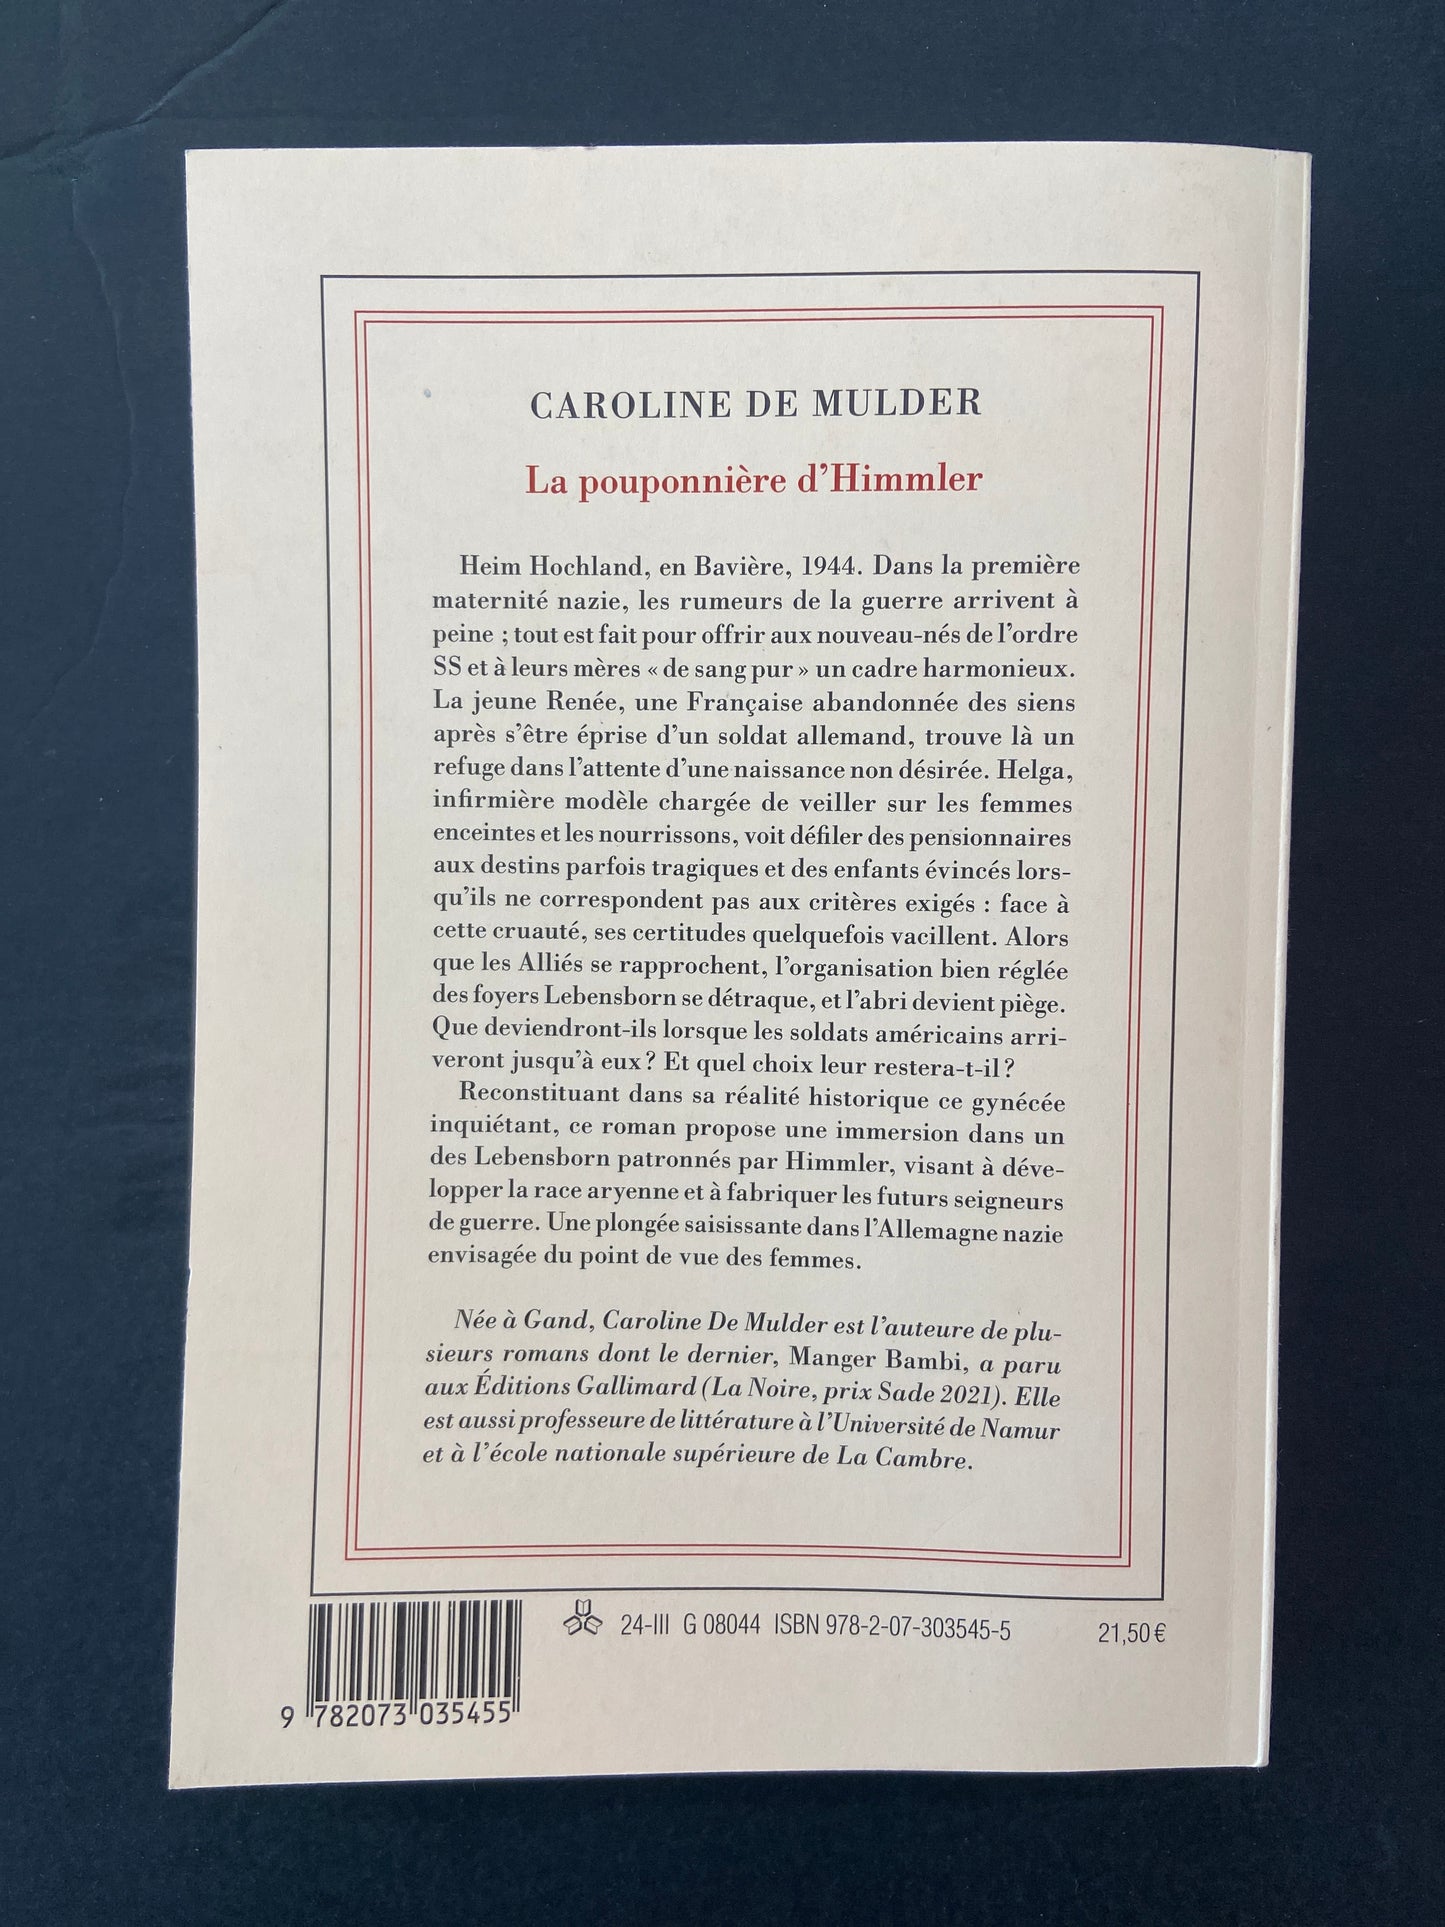 CAROLINE DE MULDER
La pouponnière d’Himmler
Heim Hochland, en Bavière, 1944. Dans la première
maternité nazie, les rumeurs de la guerre arrivent à
peine ; tout est fait pour offrir aux nouveau-nés de l’ordre
SS et à leurs mères « de sang pur » un cadre harmonieux.
La jeune Renée, une Française abandonnée des siens
après s’être éprise d’un soldat allemand, trouve là un
refuge dans l’attente d’une naissance non désirée. Helga,
infirmière modèle chargée de veiller sur les femmes
enceintes et les nourrissons, voit défiler des pensionnaires
aux destins parfois tragiques et des enfants évincés lors-
qu’ils ne correspondent pas aux critères exigés : face à
cette cruauté, ses certitudes quelquefois vacillent. Alors
que les Alliés se rapprochent, l’organisation bien réglée
des foyers Lebensborn se détraque, et l’abri devient piège.
Que deviendront-ils lorsque les soldats américains arri-
veront jusqu’à eux ? Et quel choix leur restera-t-il ?
Reconstituant dans sa réalité historique ce gynécée
inquiétant, ce roman propose une immersion dans un
des Lebensborn patronnés par Himmler, visant à déve-
lopper la race aryenne et à fabriquer les futurs seigneurs
de guerre. Une plongée saisissante dans l’Allemagne nazie
envisagée du point de vue des femmes.
Née à Gand, Caroline De Mulder est l’auteure de plu-
sieurs romans dont le dernier, Manger Bambi, a paru
aux Éditions Gallimard (La Noire, prix Sade 2021). Elle
est aussi professeure de littérature à l’Université de Namur
et à l’école nationale supérieure de La Cambre.
24-III G 08044 ISBN 978-2-07-303545-5 21,50 €
9 782073 035455